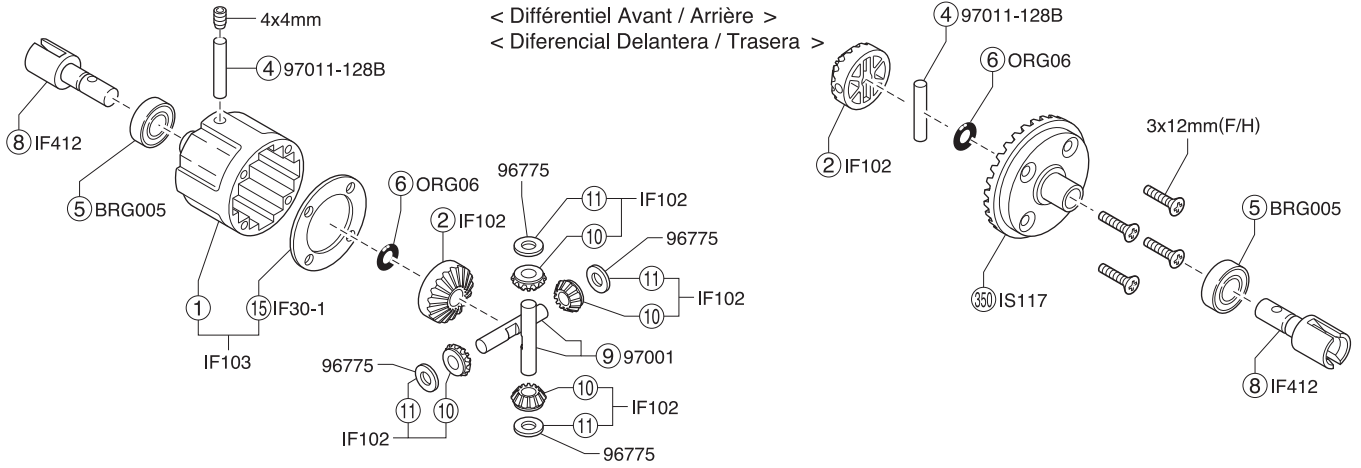 < Différentiel Avant / Arrière >
< Diferencial Delantera / Trasera >
4x4mm
④ 97011-128B
⑧ IF412
⑤ BRG005
① ⑮ IF30-1
IF103
⑥ ORG06
② IF102
96775
⑪ IF102
⑩
96775
⑪ IF102
⑩
⑨ 97001
96775
⑪ ⑩
IF102
⑩ IF102
⑪
96775
④ 97011-128B
⑥ ORG06
② IF102
3x12mm(F/H)
⑤ BRG005
350 IS117
⑧ IF412